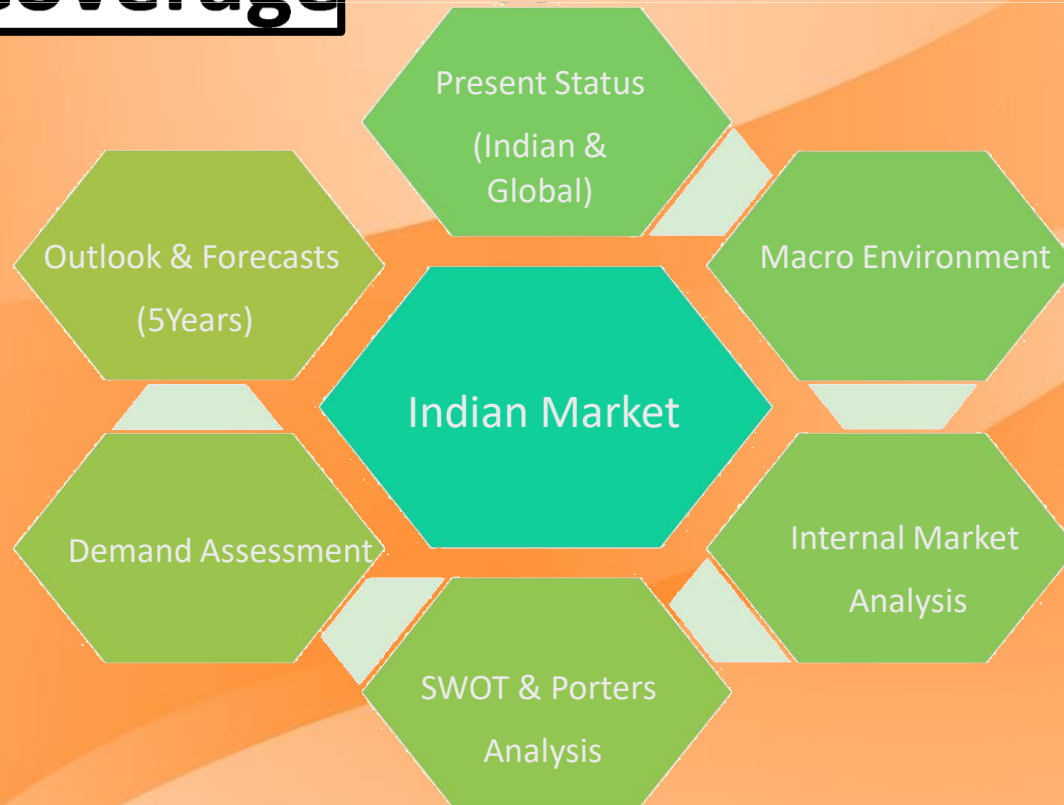 Coverage
Present Status
(Indian &
Global)
Outlook & Forecasts
(5Years)
Macro Environment
Indian Market
Demand Assessment
Internal Market
Analysis
SWOT & Porters
Analysis